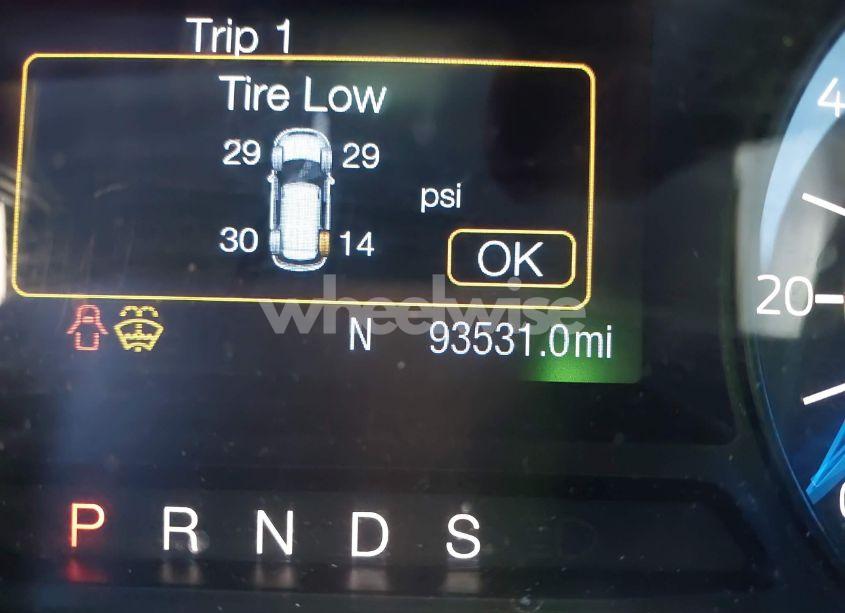 Trip 1
Tire Low
29 29
psi
30 14
OK
wheelwise
N 93531.0mi
20
P R N D S